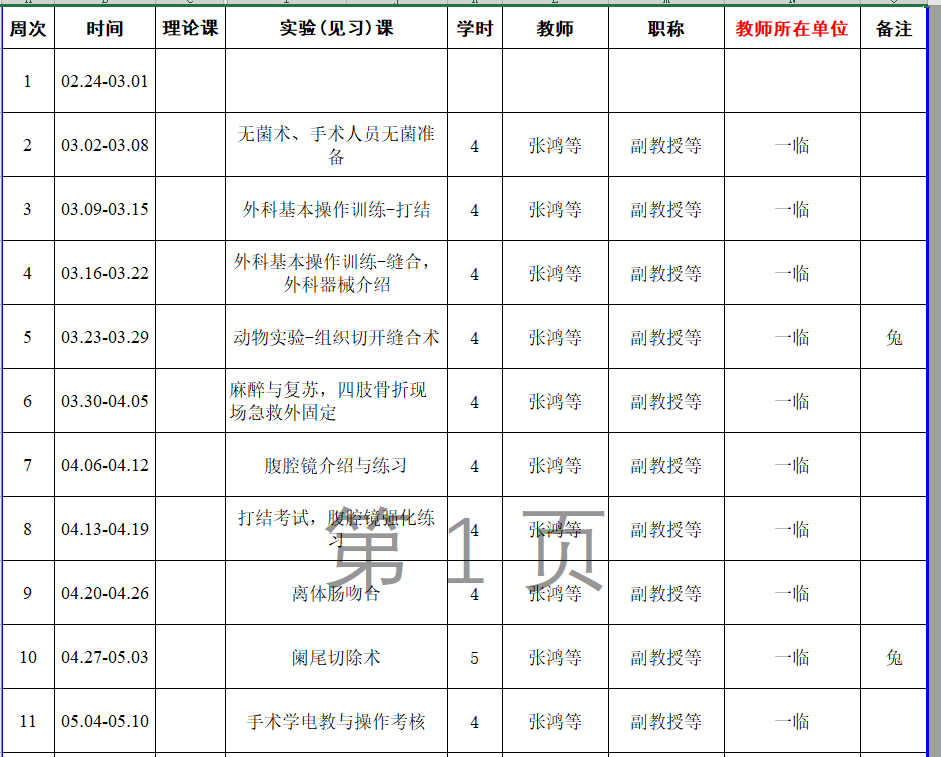 周次 时间 理论课 实验(见习)课 学时 教师 职称 教师所在单位 备注
1 02.24-03.01
2 03.02-03.08 无菌术、手术人员无菌准
备 4 张鸿等 副教授等 一临
3 03.09-03.15 外科基本操作训练-打结 4 张鸿等 副教授等 一临
4 03.16-03.22 外科基本操作训练-缝合，
外科器械介绍 4 张鸿等 副教授等 一临
5 03.23-03.29 动物实验-组织切开缝合术 4 张鸿等 副教授等 一临 兔
6 03.30-04.05 麻醉与复苏，四肢骨折现
场急救外固定 4 张鸿等 副教授等 一临
7 04.06-04.12 腹腔镜介绍与练习 4 张鸿等 副教授等 一临
8 04.13-04.19 打结考试，腹腔镜强化练
习 4 张鸿等 副教授等 一临
第 1 页
9 04.20-04.26 离体肠吻合 4 张鸿等 副教授等 一临
10 04.27-05.03 阑尾切除术 5 张鸿等 副教授等 一临 兔
11 05.04-05.10 手术学电教与操作考核 4 张鸿等 副教授等 一临